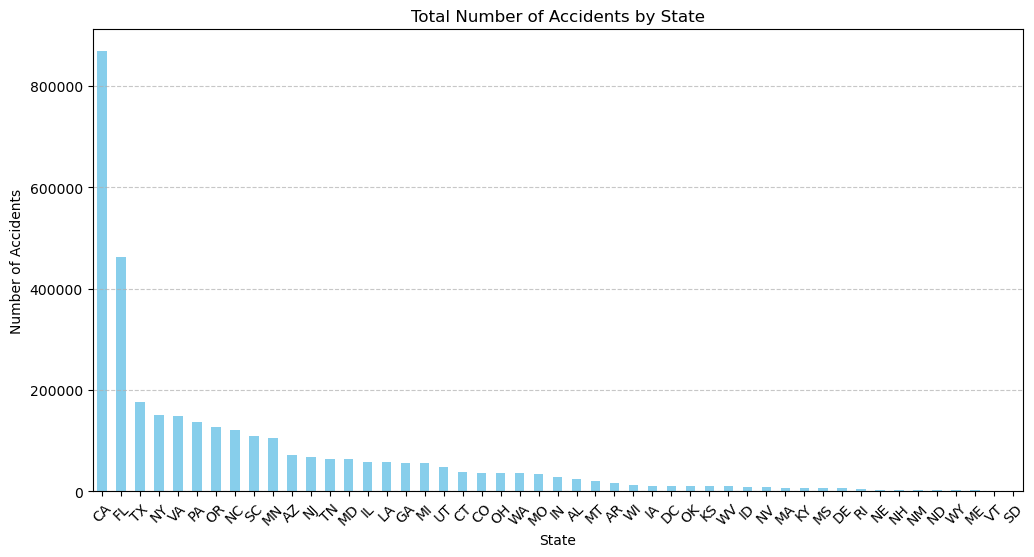 Total Number of Accidents by State
Number of Accidents
800000
600000
400000
200000
0
CA FL TX NY VA PA OR NC SC MN AZ NJ TN MD IL LA GA MI UT CT CO OH WA MO IN AL MT AR WI IA DC OK KS WV ID NV MA KY MS DE RI NE NH NM ND WY ME VT SD
State